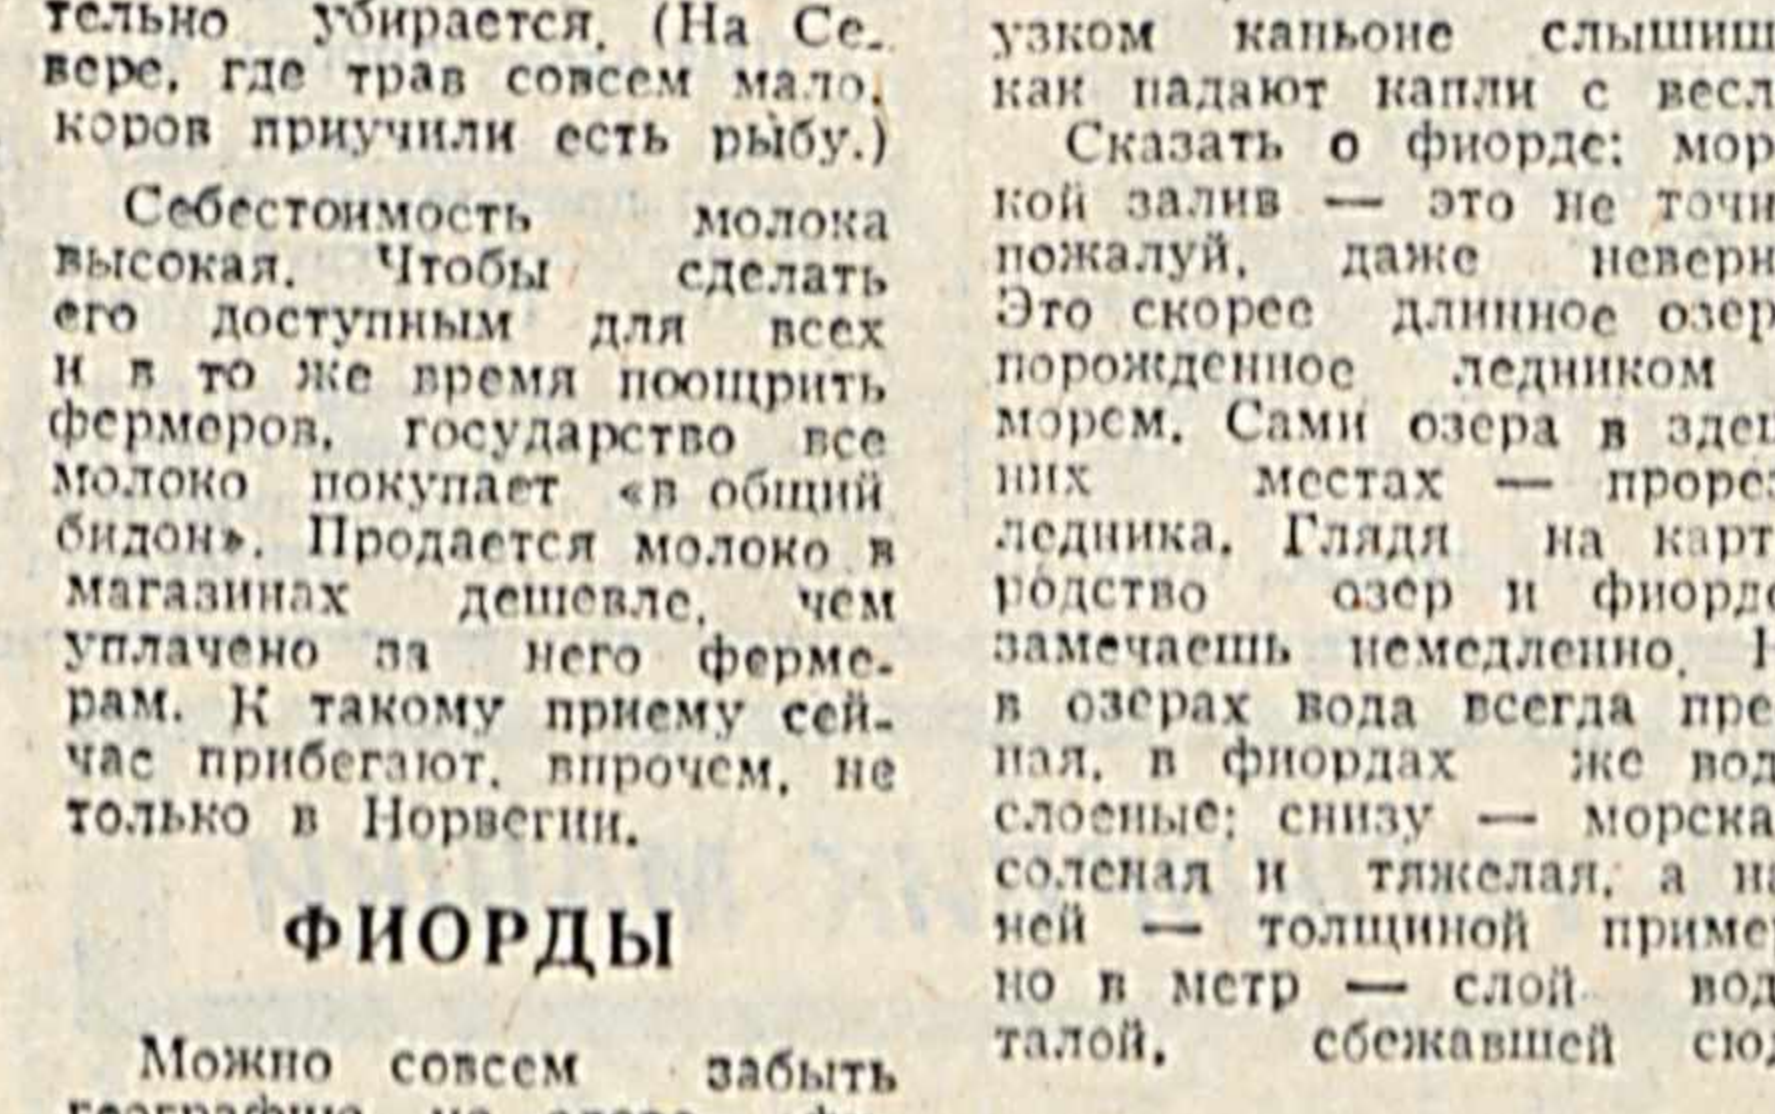 тельно убирается. (На Се-
вере, где трав совсем мало,
коров приучили есть рыбу.)
Себестоимость молока
высокая. Чтобы сделать
его доступным для всех
и в то же время поощрить
фермеров, государство все
молоко покупает «в общий
бидон». Продается молоко в
магазинах дешевле, чем
уплачено за него ферме-
рам. К такому приему сей-
час прибегают, впрочем, не
только в Норвегии.
ФИОРДЫ
Можно совсем забыть
узком каньоне слышиш
как падают капли с весл
Сказать о фиорде: мор
кой залив — это не точн
пожалуй, даже неверн
Это скорее длинное озер
порожденное ледником
морем. Сами озера в здеш
них местах — прорез
ледника. Глядя на карт
родство озер и фиордо
замечаешь немедленно. Н
в озерах вода всегда пре
ная, в фиордах же вод
слоеные: снизу — морска
соленая и тяжелая, а на
ней — толщиной пример
но в метр — слой вод
талой, сбежавшей сюд